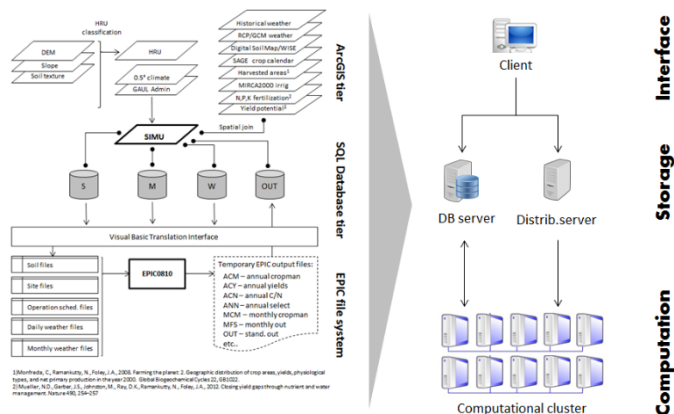 HRU
classification
DEM
Slope
Soil texture
HRU
0.5° climate
GAUL Admin
Historical weather
RCP/GCM weather
Digital Soil Map/WISE
SAGE crop calendar
Harvested areas¹
MIRCA2000 irrig
N,P,K fertilization²
Yield potential²
ArcGIS tier
SIMU
Spatial join
S
M
W
OUT
SQL Database tier
Visual Basic Translation Interface
Soil files
Site files
Operation sched. files
Daily weather files
Monthly weather files
EPIC0810
Temporary EPIC output files:
ACM – annual cropman
ACY – annual yields
ACN – annual C/N
ANN – annual select
MCM – monthly cropman
MFS – monthly out
OUT – stand. out
etc..
EPIC file system
1)Monfreda, C., Ramankutty, N., Foley, J.A., 2008. Farming the planet: 2. Geographic distribution of crop areas, yields, physiological
types, and net primary production in the year 2000. Global Biogeochemical Cycles 22, GB1022.
2) Mueller, N.D., Gerber, J.S., Johnston, M., Ray, D.K., Ramankutty, N., Foley, J.A., 2012. Closing yield gaps through nutrient and water
management. Nature 490, 254–257
Client
Interface
DB server
Distrib.server
Storage
Computational cluster
Computation